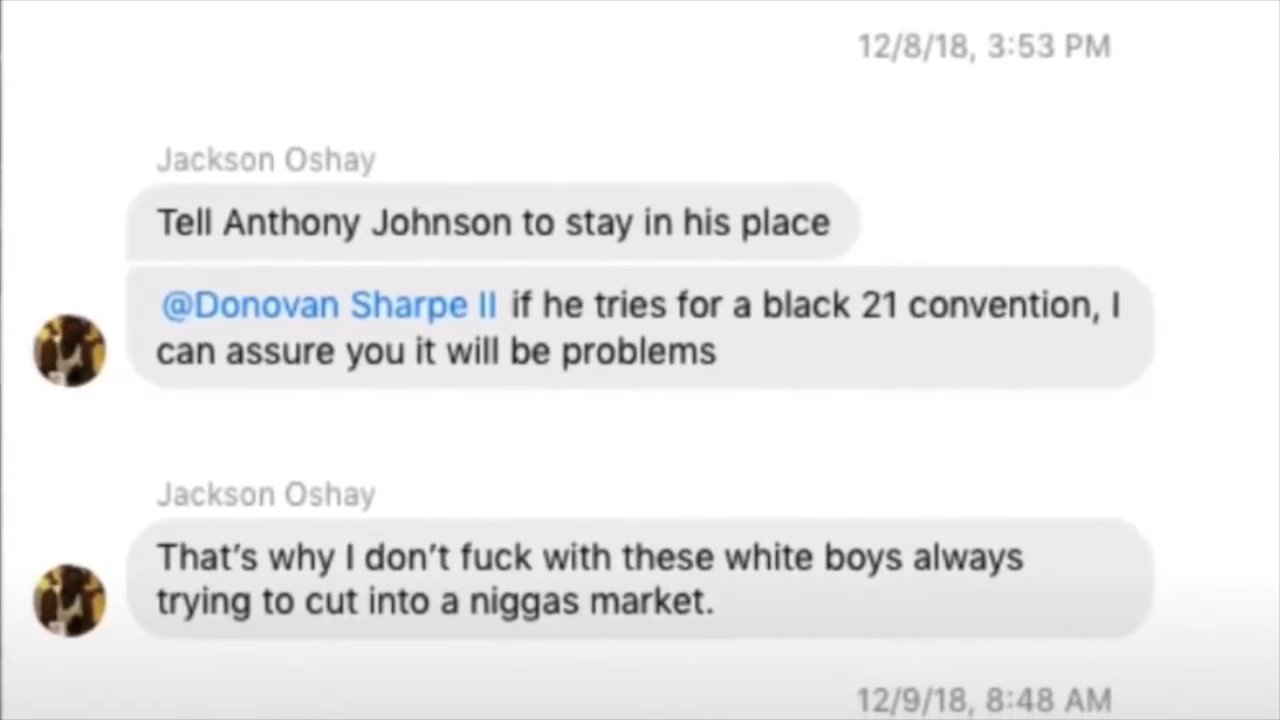 12/8/18, 3:53 PM
Jackson Oshay
Tell Anthony Johnson to stay in his place
@Donovan Sharpe II if he tries for a black 21 convention, I
can assure you it will be problems
Jackson Oshay
That's why I don't fuck with these white boys always
trying to cut into a niggas market.
12/9/18, 8:48 AM